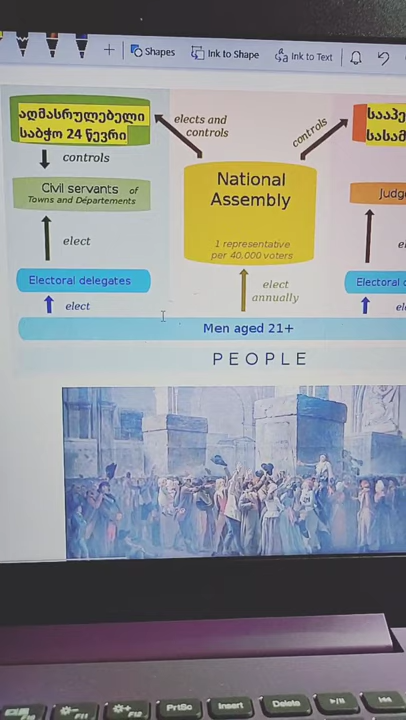 Shapes
Ink to Shape
Ink to Text
აღმასრულებელი
საბჭო 24 წევრი
elects and
controls
controls
controls
Civil servants of
Towns and Départements
National
Assembly
1 representative
per 40,000 voters
elect
Electoral delegates
elect
annually
elect
Men aged 21+
PEOPLE
F11
F12
PrtSc
Insert
Delete